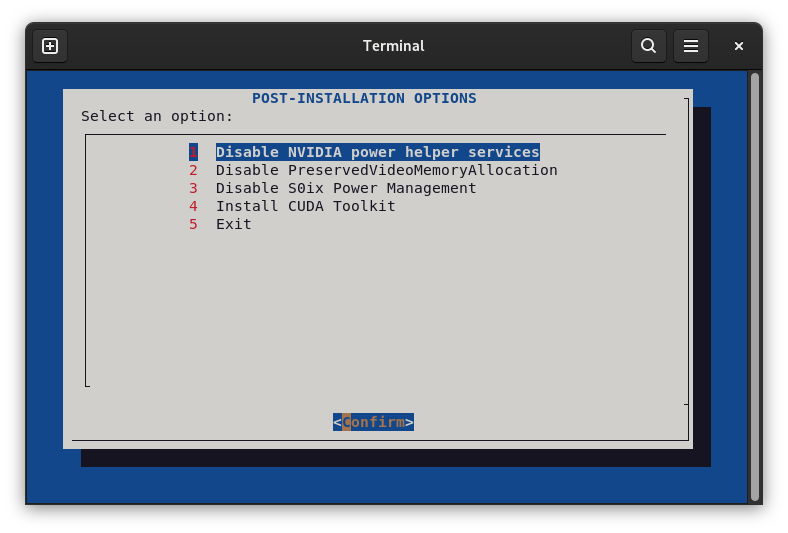 Terminal
POST-INSTALLATION OPTIONS
Select an option:
1 Disable NVIDIA power helper services
2 Disable PreservedVideoMemoryAllocation
3 Disable S0ix Power Management
4 Install CUDA Toolkit
5 Exit
<Confirm>